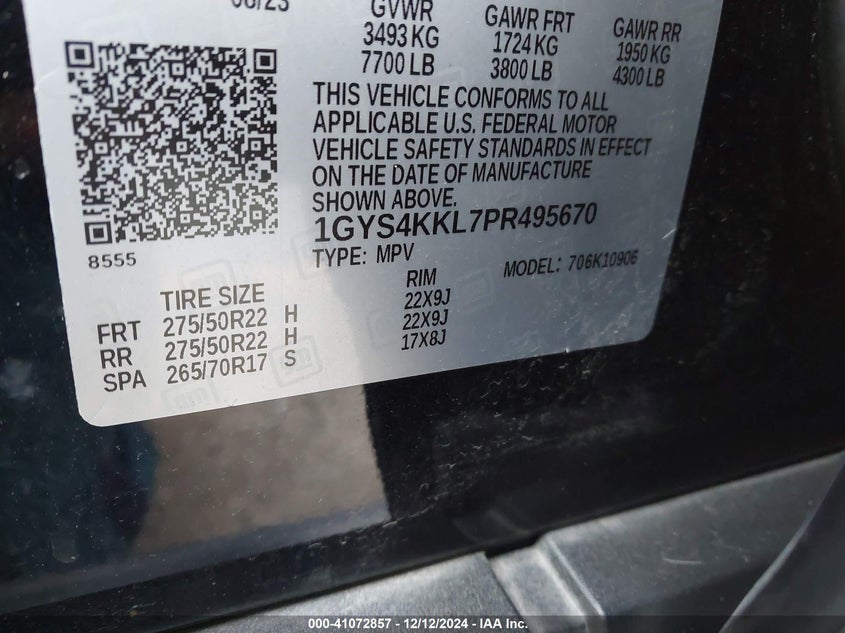 06/23
GVWR
3493 KG
7700 LB
GAWR FRT
1724 KG
3800 LB
GAWR RR
1950 KG
4300 LB
THIS VEHICLE CONFORMS TO ALL
APPLICABLE U.S. FEDERAL MOTOR
VEHICLE SAFETY STANDARDS IN EFFECT
ON THE DATE OF MANUFACTURE
SHOWN ABOVE.
1GYS4KKL7PR495670
TYPE: MPV
MODEL: 706K10906
8555
TIRE SIZE RIM
FRT 275/50R22 H 22X9J
RR 275/50R22 H 22X9J
SPA 265/70R17 S 17X8J
gm
000-41072857 - 12/12/2024 - IAA Inc.